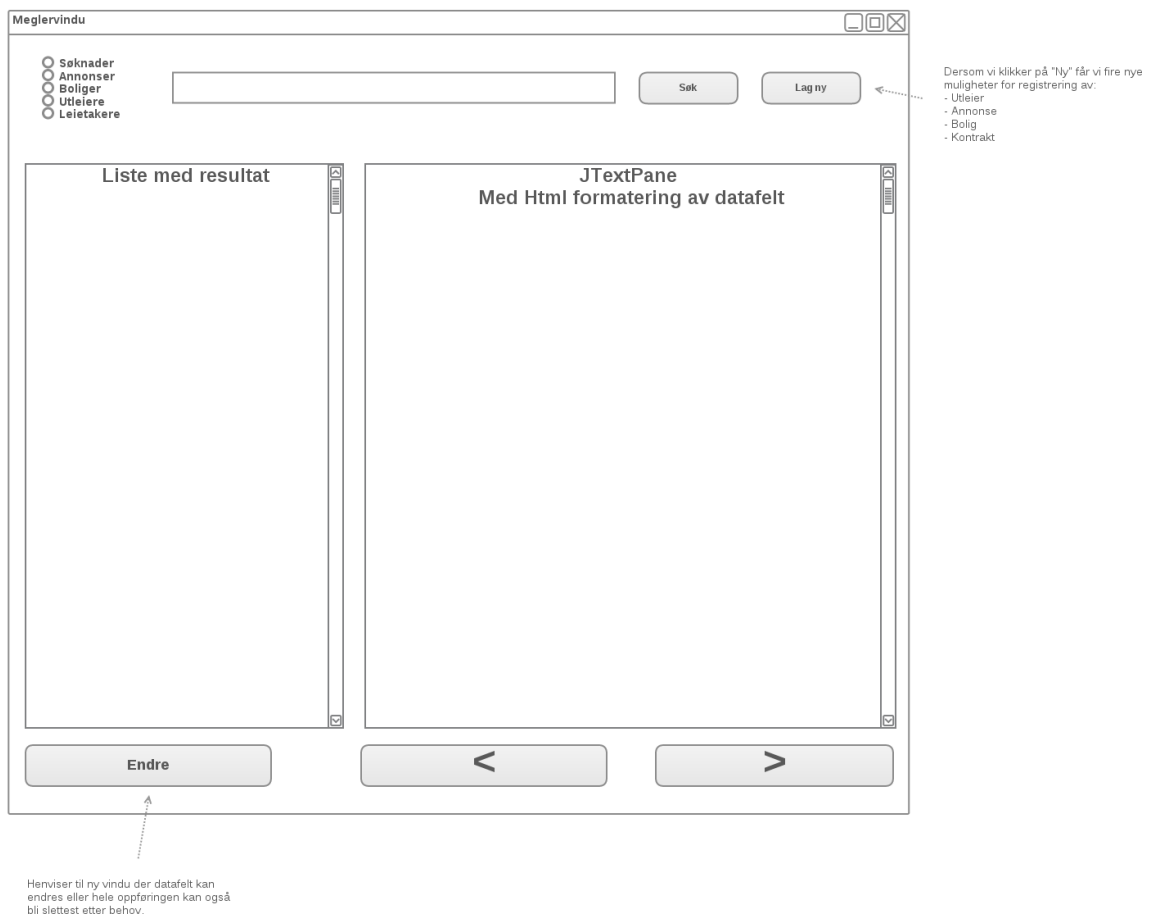 Meglervindu
Søknader
Annonser
Boliger
Utleiere
Leietakere
Søk
Lag ny
Dersom vi klikker på "Ny" får vi fire nye
muligheter for registrering av:
- Utleier
- Annonse
- Bolig
- Kontrakt
Liste med resultat
JTextPane
Med Html formatering av datafelt
Endre
<
>
Henviser til ny vindu der datafelt kan
endres eller hele oppføringen kan også
bli slettest etter behov.